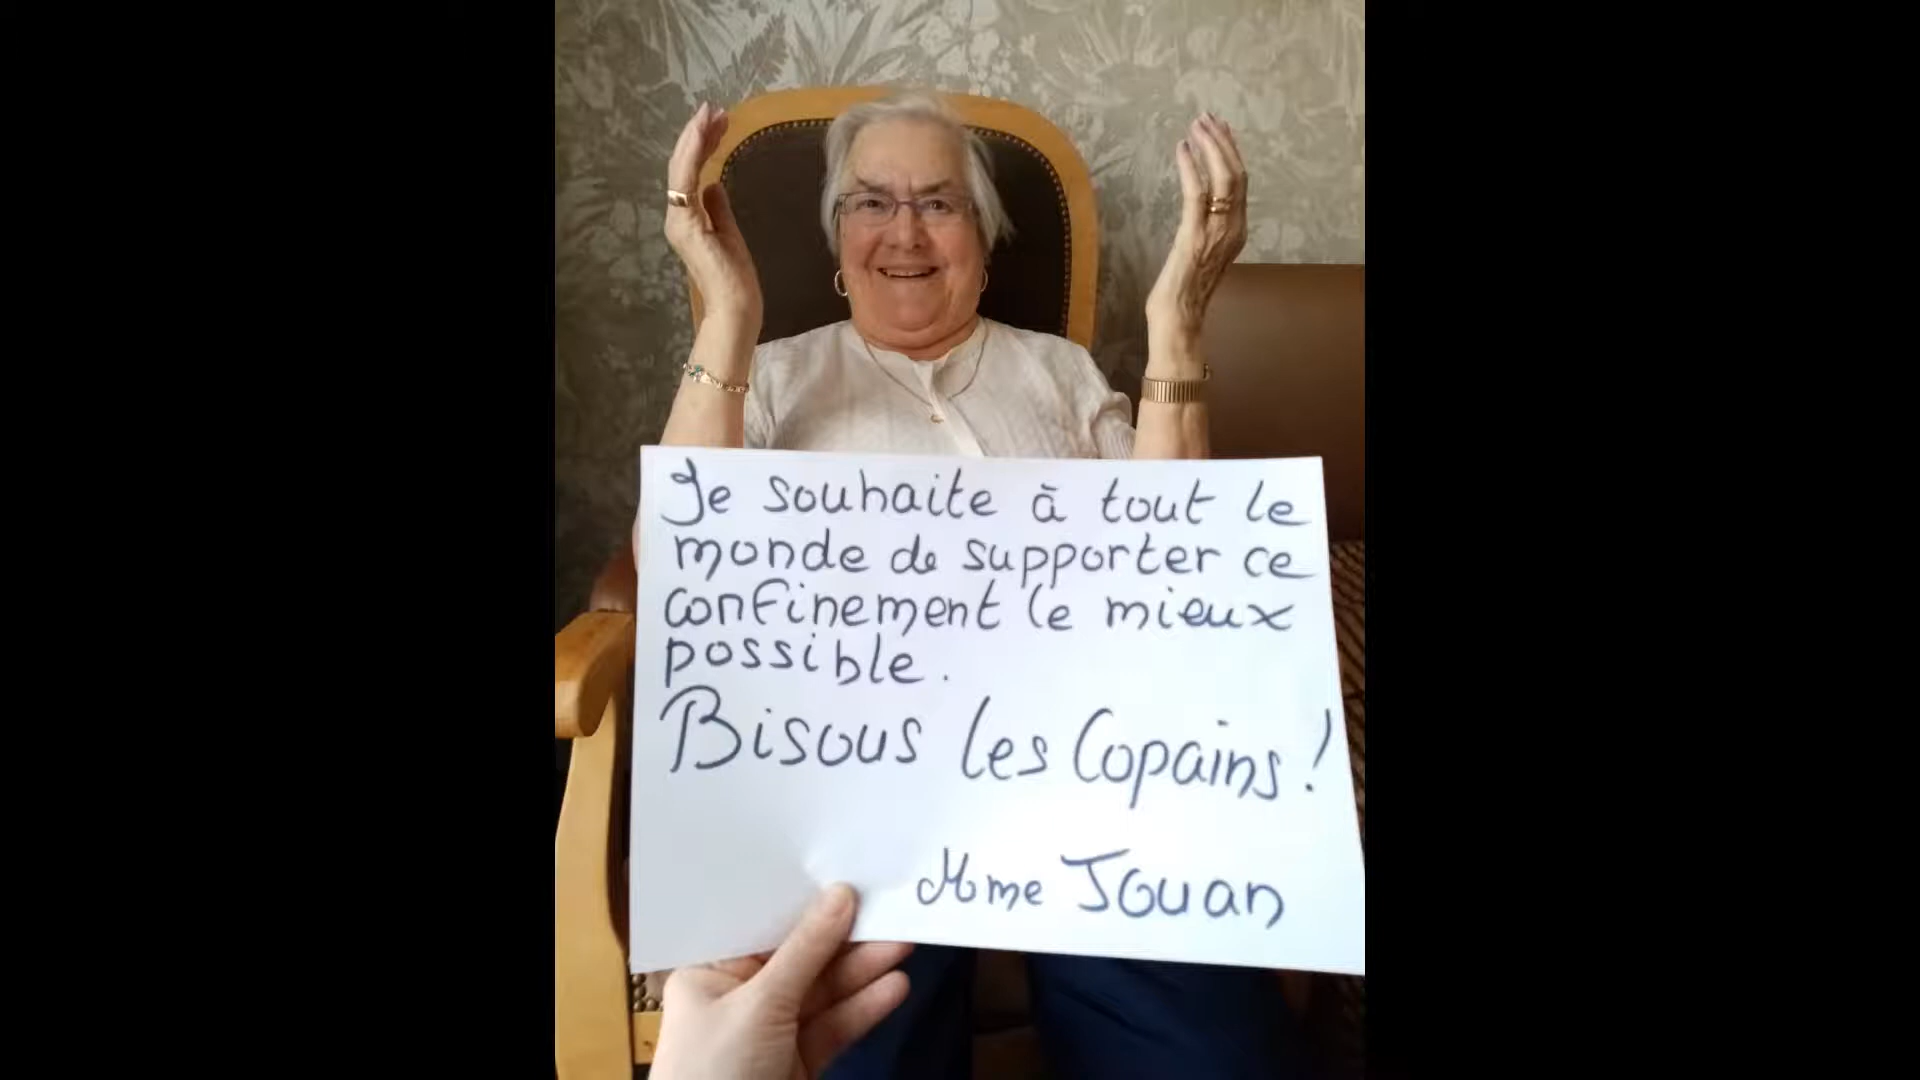 Je souhaite à tout le
monde de supporter ce
confinement le mieux
possible.
Bisous les Copains !
Mme Jouan